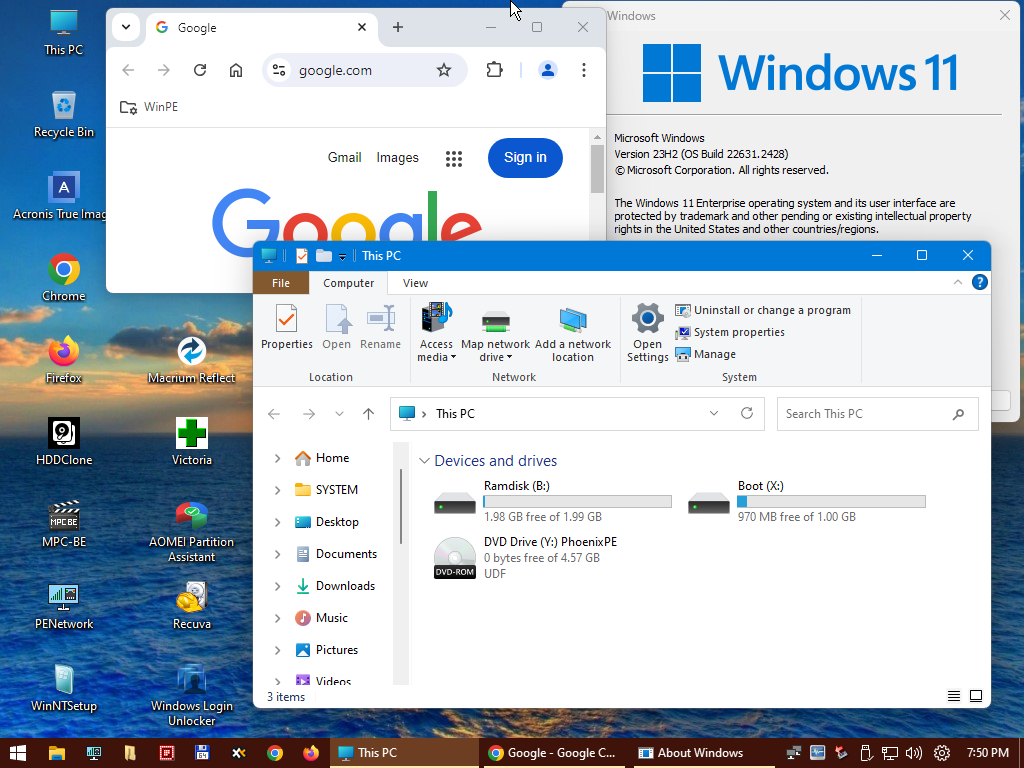 This PC
Recycle Bin
Acronis True Imag
Chrome
Firefox
Macrium Reflect
HDDClone
Victoria
MPC BE
MPC-BE
AOMEI Partition
Assistant
PENetwork
Recuva
WinNTSetup
Windows Login
Unlocker
Google
google.com
WinPE
Gmail
Images
Sign in
Google
Windows
Windows 11
Microsoft Windows
Version 23H2 (OS Build 22631.2428)
© Microsoft Corporation. All rights reserved.
The Windows 11 Enterprise operating system and its user interface are
protected by trademark and other pending or existing intellectual property
rights in the United States and other countries/regions.
This PC
File
Computer
View
Properties
Open
Rename
Location
Access
media
Map network
drive
Add a network
location
Network
Open
Settings
Uninstall or change a program
System properties
Manage
System
This PC
Search This PC
Home
SYSTEM
Desktop
Documents
Downloads
Music
Pictures
Videos
Devices and drives
Ramdisk (B:)
1.98 GB free of 1.99 GB
Boot (X:)
970 MB free of 1.00 GB
DVD-ROM
DVD Drive (Y:) PhoenixPE
0 bytes free of 4.57 GB
UDF
3 items
64
This PC
Google - Google C...
About Windows
7:50 PM